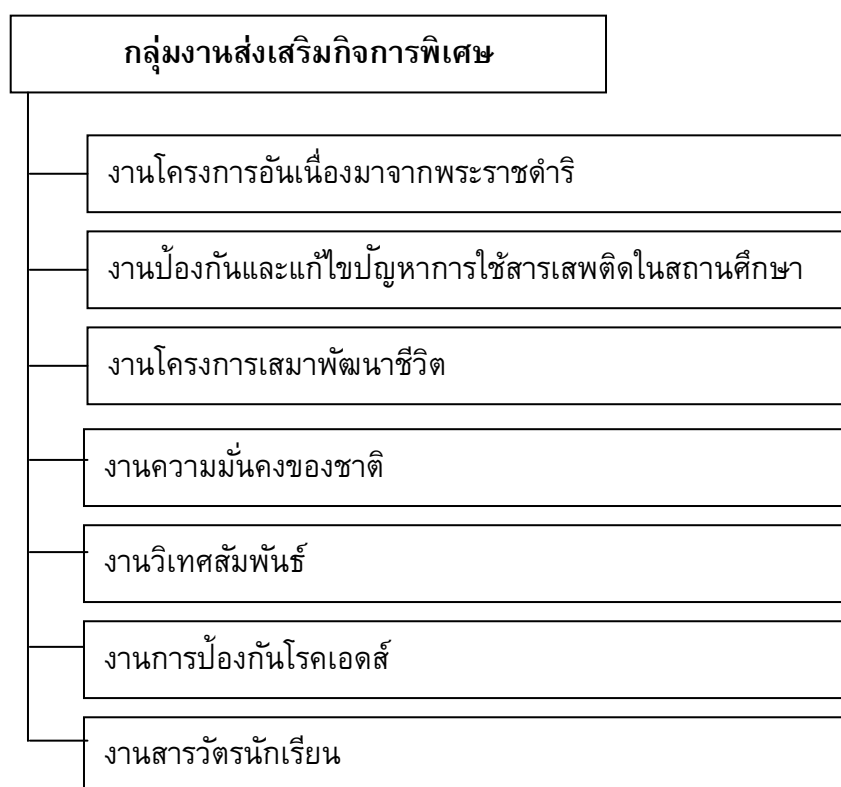 กลุ่มงานส่งเสริมกิจการพิเศษ
งานโครงการอันเนื่องมาจากพระราชดำริ
งานป้องกันและแก้ไขปัญหาการใช้สารเสพติดในสถานศึกษา
งานโครงการเสมาพัฒนาชีวิต
งานความมั่นคงของชาติ
งานวิเทศสัมพันธ์
งานการป้องกันโรคเอดส์
งานสารวัตรนักเรียน